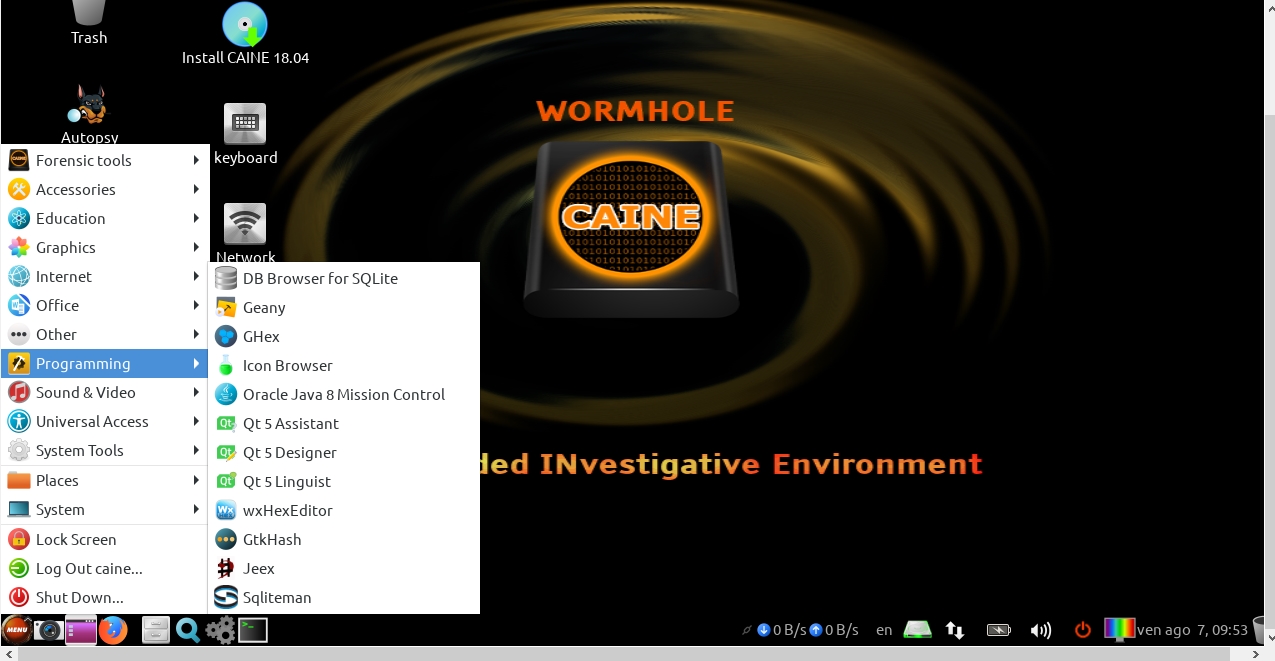 Trash
Install CAINE 18.04
Autopsy
keyboard
Network
WORMHOLE
CAINE
ded INvestigative Environment
Forensic tools
Accessories
Education
Graphics
Internet
Office
Other
Programming
Sound & Video
Universal Access
System Tools
Places
System
Lock Screen
Log Out caine...
Shut Down...
DB Browser for SQLite
Geany
GHex
Icon Browser
Oracle Java 8 Mission Control
Qt 5 Assistant
Qt 5 Designer
Qt 5 Linguist
wxHexEditor
GtkHash
Jeex
Sqliteman
MENU
0 B/s 0 B/s en ven ago 7, 09:53